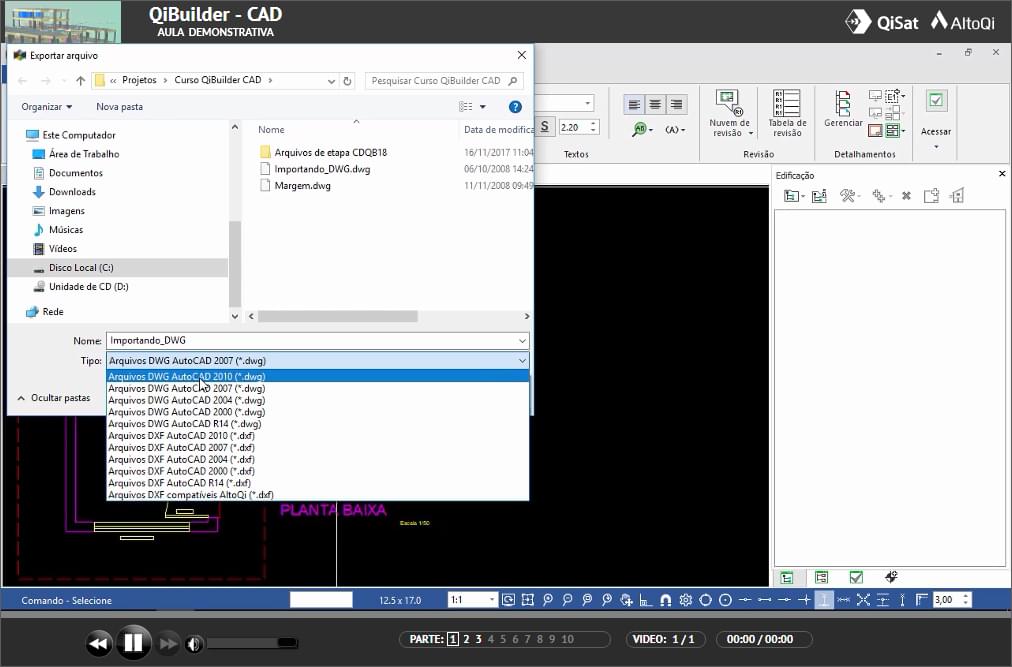 QiBuilder - CAD
AULA DEMONSTRATIVA
QiSat AltoQi
Exportar arquivo
« Projetos > Curso QiBuilder CAD >
Pesquisar Curso QiBuilder CAD
Organizar
Nova pasta
Este Computador
Área de Trabalho
Documentos
Downloads
Imagens
Músicas
Vídeos
Disco Local (C:)
Unidade de CD (D:)
Rede
Nome Data de modifica
Arquivos de etapa CDQB18 16/11/2017 11:04
Importando_DWG.dwg 06/10/2008 14:24
Margem.dwg 11/11/2008 09:49
Nome: Importando_DWG
Tipo: Arquivos DWG AutoCAD 2007 (*.dwg)
Arquivos DWG AutoCAD 2010 (*.dwg)
Arquivos DWG AutoCAD 2007 (*.dwg)
Arquivos DWG AutoCAD 2004 (*.dwg)
Arquivos DWG AutoCAD 2000 (*.dwg)
Arquivos DWG AutoCAD R14 (*.dwg)
Arquivos DXF AutoCAD 2010 (*.dxf)
Arquivos DXF AutoCAD 2007 (*.dxf)
Arquivos DXF AutoCAD 2004 (*.dxf)
Arquivos DXF AutoCAD 2000 (*.dxf)
Arquivos DXF AutoCAD R14 (*.dxf)
Arquivos DXF compatíveis AltoQi (*.dxf)
Ocultar pastas
S 2.20
(A)
Textos
Nuvem de
revisão
Tabela de
revisão
Revisão
Gerenciar
Detalhamentos
Acessar
Edificação
PLANTA BAIXA
Escala 1/50
Comando - Selecione
12.5 x 17.0
1:1
3,00
PARTE: 1 2 3 4 5 6 7 8 9 10
VIDEO: 1 / 1
00:00 / 00:00